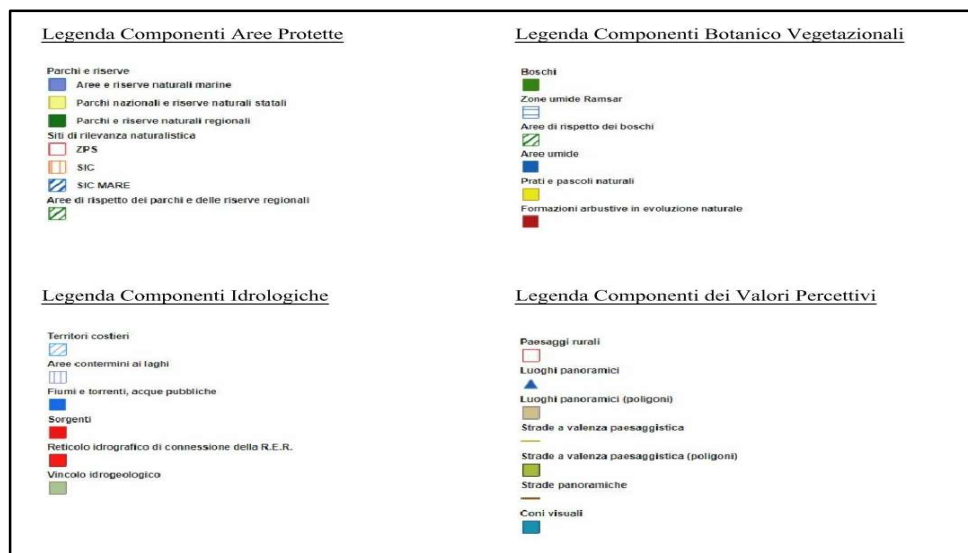 Legenda Componenti Aree Protette
Parchi e riserve
Aree e riserve naturali marine
Parchi nazionali e riserve naturali statali
Parchi e riserve naturali regionali
Siti di rilevanza naturalistica
ZPS
SIC
SIC MARE
Aree di rispetto dei parchi e delle riserve regionali
Legenda Componenti Botanico Vegetazionali
Boschi
Zone umide Ramsar
Aree di rispetto dei boschi
Aree umide
Prati e pascoli naturali
Formazioni arbustive in evoluzione naturale
Legenda Componenti Idrologiche
Territori costieri
Aree contermini ai laghi
Fiumi e torrenti, acque pubbliche
Sorgenti
Reticolo idrografico di connessione della R.E.R.
Vincolo idrogeologico
Legenda Componenti dei Valori Percettivi
Paesaggi rurali
Luoghi panoramici
Luoghi panoramici (poligoni)
Strade a valenza paesaggistica
Strade a valenza paesaggistica (poligoni)
Strade panoramiche
Coni visuali